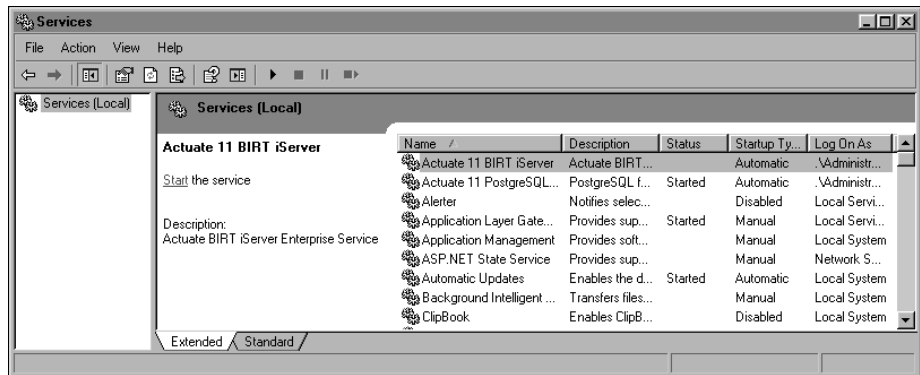 Services
File Action View Help
Services (Local)
Services (Local)
Actuate 11 BIRT iServer
Start the service
Description:
Actuate BIRT iServer Enterprise Service
Name Description Status Startup Ty... Log On As
Actuate 11 BIRT iServer Actuate BIRT... Automatic .\Administr...
Actuate 11 PostgreSQL... PostgreSQL f... Started Automatic .\Administr...
Alerter Notifies selec... Disabled Local Servi...
Application Layer Gate... Provides sup... Started Manual Local Servi...
Application Management Provides soft... Manual Local System
ASP.NET State Service Provides sup... Manual Network S...
Automatic Updates Enables the d... Started Automatic Local System
Background Intelligent ... Transfers files... Manual Local System
ClipBook Enables ClipB... Disabled Local System
Extended Standard